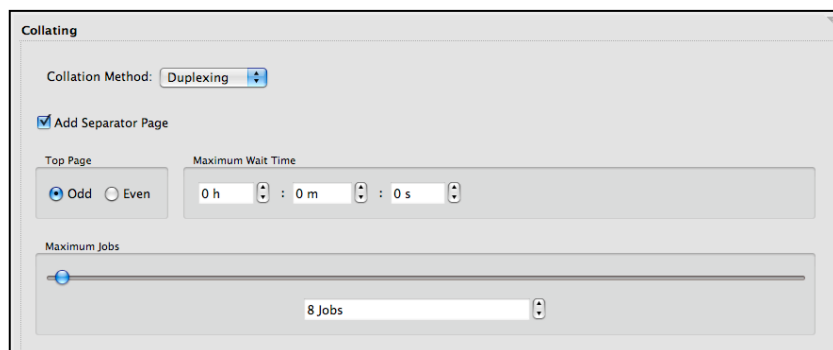 Collating
Collation Method: Duplexing
Add Separator Page
Top Page Maximum Wait Time
Odd Even 0 h : 0 m : 0 s
Maximum Jobs
8 Jobs